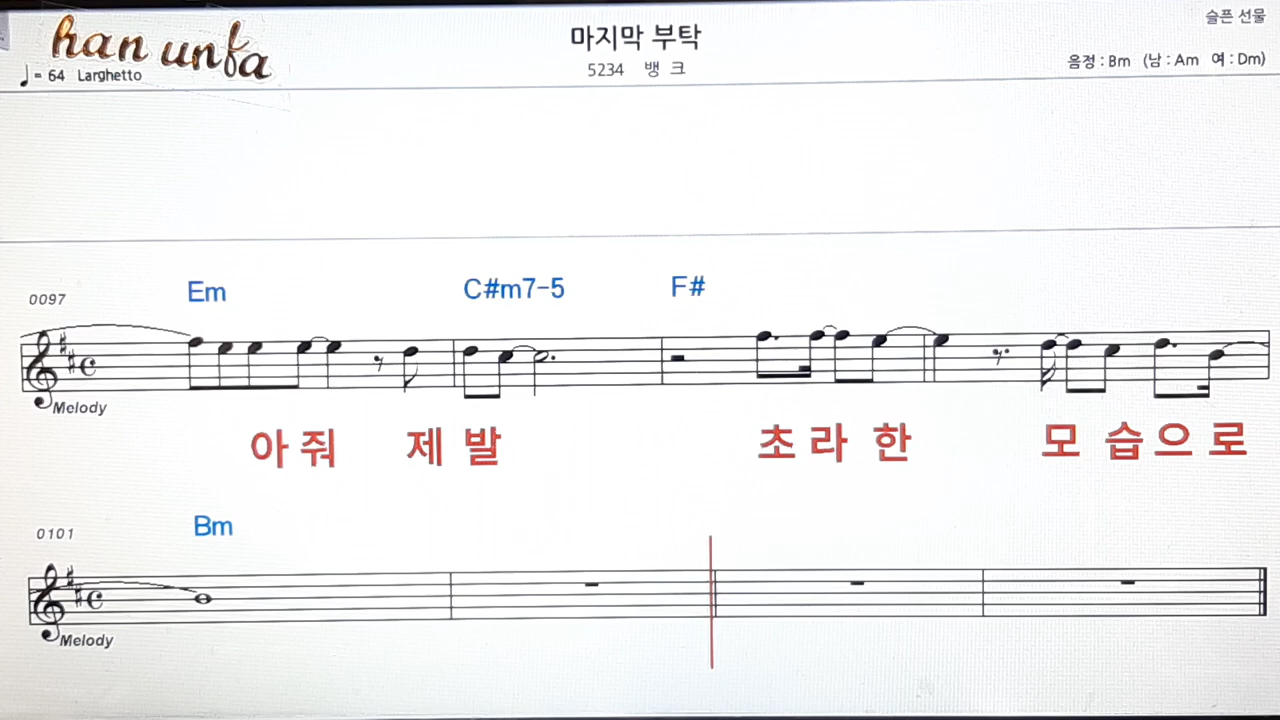 han unfa
마지막 부탁
슬픈 선물
♩= 64 Larghetto
5234 뱅 크
음정 : Bm (남 : Am 여 : Dm)
0097 Em C#m7-5 F#
Melody
아 줘 제 발 초 라 한 모 습 으 로
0101 Bm
Melody